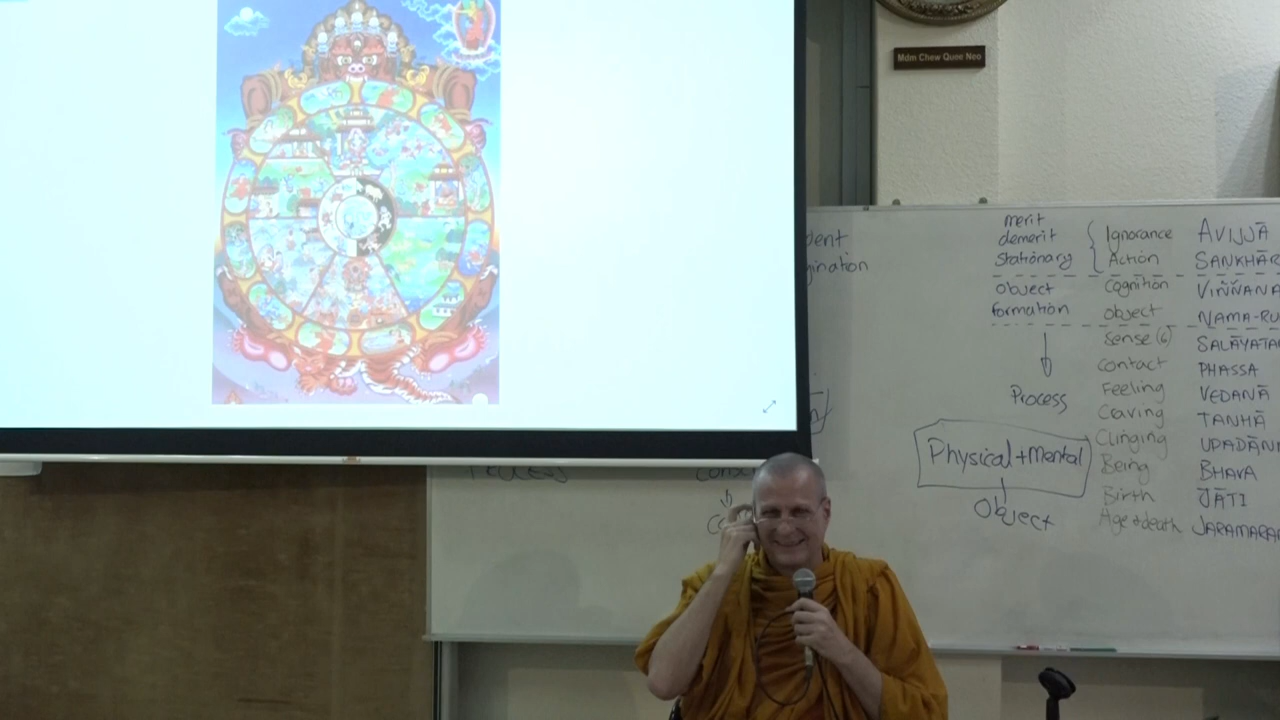 Mdm Chew Quee Neo
merit
demerit
stationary
object
formation
Process
Physical + Mental
Object
Ignorance AVIJJĀ
Action SANKHĀR
Cognition VIÑÑANA
object NAMA-RU
sense (6) SALĀYATA
contact PHASSA
Feeling VEDANĀ
Craving TANHĀ
Clinging UPADĀNA
Being BHAVA
Birth JĀTI
Age + death JARAMARA